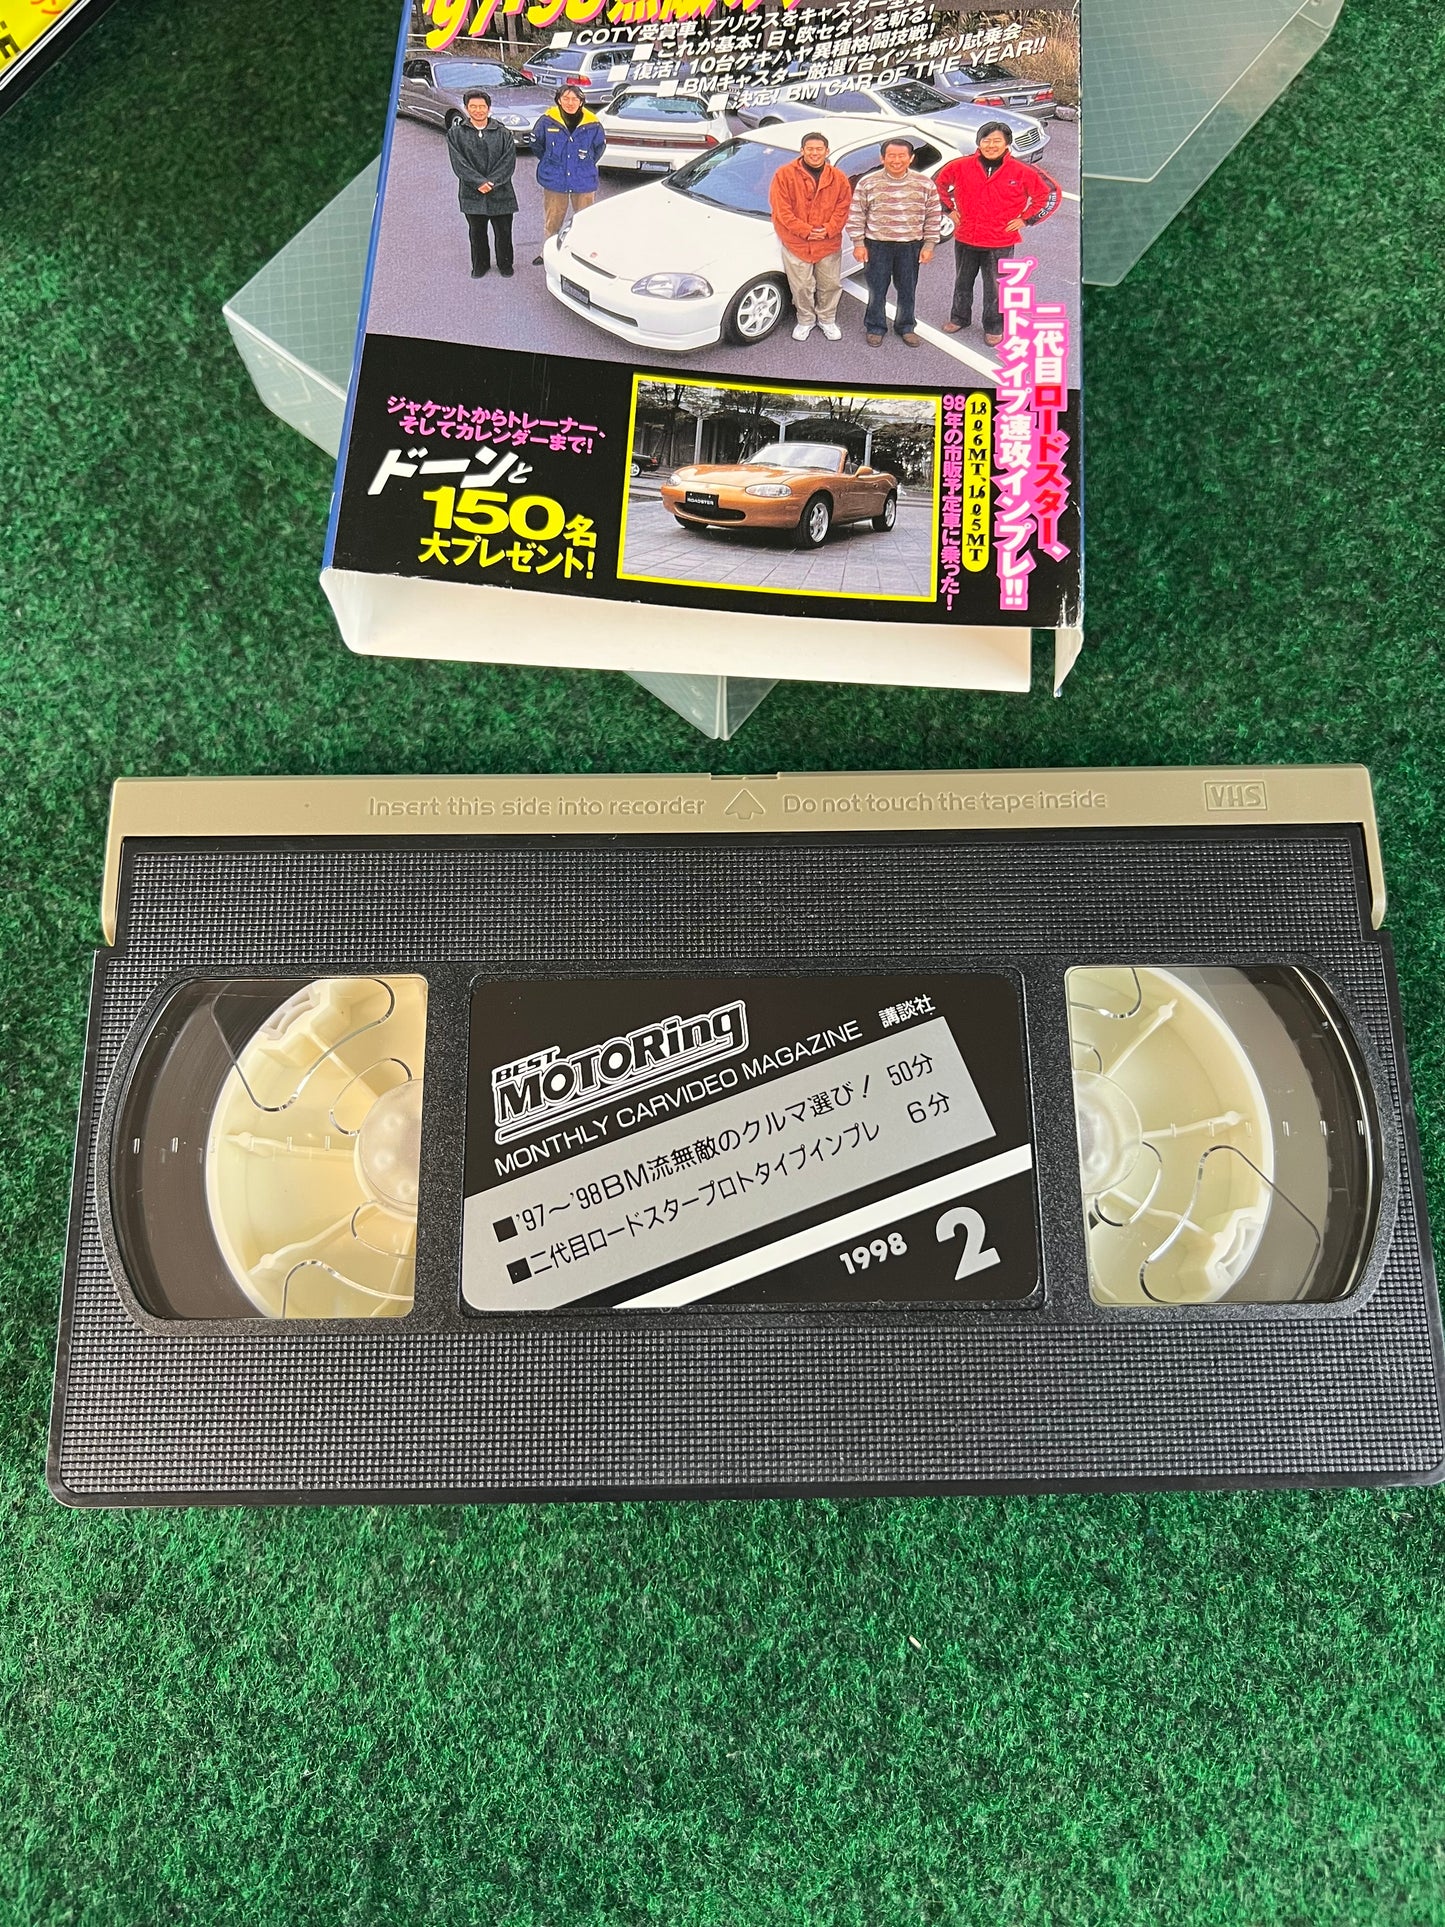 '97-'98
■COTY受賞車、プリウスをキャスター
■これが基本!日・欧セダンを斬る!
■復活!10台ゲキハヤ異種格闘技戦!
■BMキャスター厳選7台イッキ斬り試乗会
■決定!BM CAR OF THE YEAR!!
二代目ロードスター、
プロトタイプ速攻インプレ!!
1.8ℓ6MT、1.6ℓ5MT
98年の市販予定車に乗った!
ROADSTER
ジャケットからトレーナー、
そしてカレンダーまで!
ドーンと
150名
大プレゼント!
Insert this side into recorder
Do not touch the tape inside
VHS
BEST
MOTORing
MONTHLY CARVIDEO MAGAZINE 講談社
■'97〜'98BM流無敵のクルマ選び! 50分
■二代目ロードスタープロトタイプインプレ 6分
1998 2